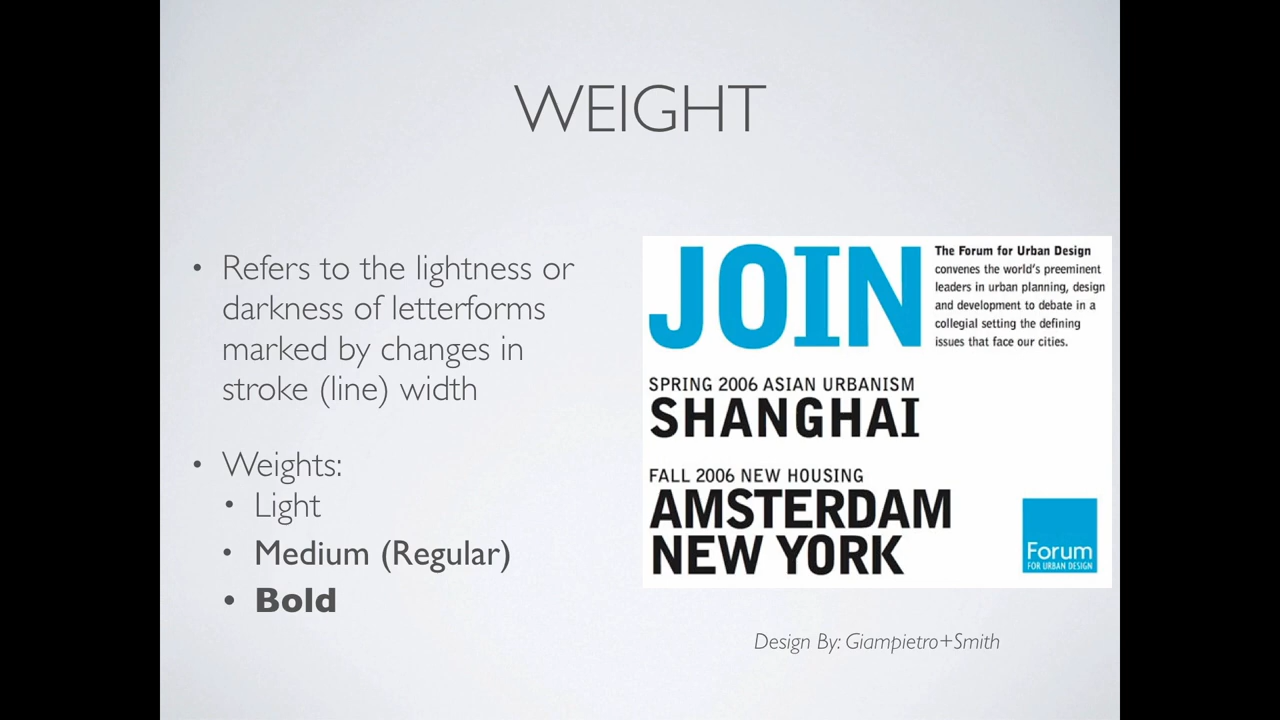 WEIGHT
• Refers to the lightness or
darkness of letterforms
marked by changes in
stroke (line) width
• Weights:
• Light
• Medium (Regular)
• Bold
JOIN
The Forum for Urban Design
convenes the world's preeminent
leaders in urban planning, design
and development to debate in a
collegial setting the defining
issues that face our cities.
SPRING 2006 ASIAN URBANISM
SHANGHAI
FALL 2006 NEW HOUSING
AMSTERDAM
NEW YORK
Forum
FOR URBAN DESIGN
Design By: Giampietro+Smith